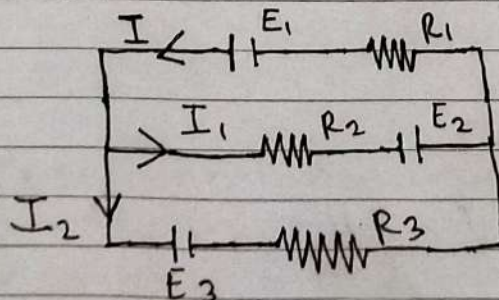 I E₁ R₁
I₁ R₂ E₂
I₂ R₃
E₃